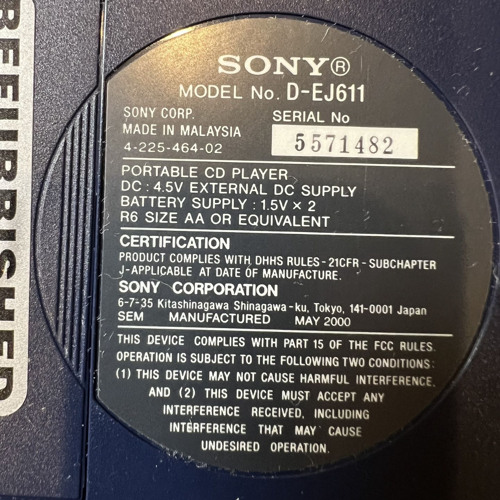 REFURBISHED
SONY®
MODEL No. D-EJ611
SONY CORP.
MADE IN MALAYSIA
4-225-464-02
SERIAL No
5571482
PORTABLE CD PLAYER
DC : 4.5V EXTERNAL DC SUPPLY
BATTERY SUPPLY : 1.5V × 2
R6 SIZE AA OR EQUIVALENT
CERTIFICATION
PRODUCT COMPLIES WITH DHHS RULES-21CFR-SUBCHAPTER
J-APPLICABLE AT DATE OF MANUFACTURE.
SONY CORPORATION
6-7-35 Kitashinagawa Shinagawa-ku, Tokyo, 141-0001 Japan
SEM MANUFACTURED MAY 2000
THIS DEVICE COMPLIES WITH PART 15 OF THE FCC RULES.
OPERATION IS SUBJECT TO THE FOLLOWING TWO CONDITIONS:
(1) THIS DEVICE MAY NOT CAUSE HARMFUL INTERFERENCE,
AND (2) THIS DEVICE MUST ACCEPT ANY
INTERFERENCE RECEIVED, INCLUDING
INTERFERENCE THAT MAY CAUSE
UNDESIRED OPERATION.